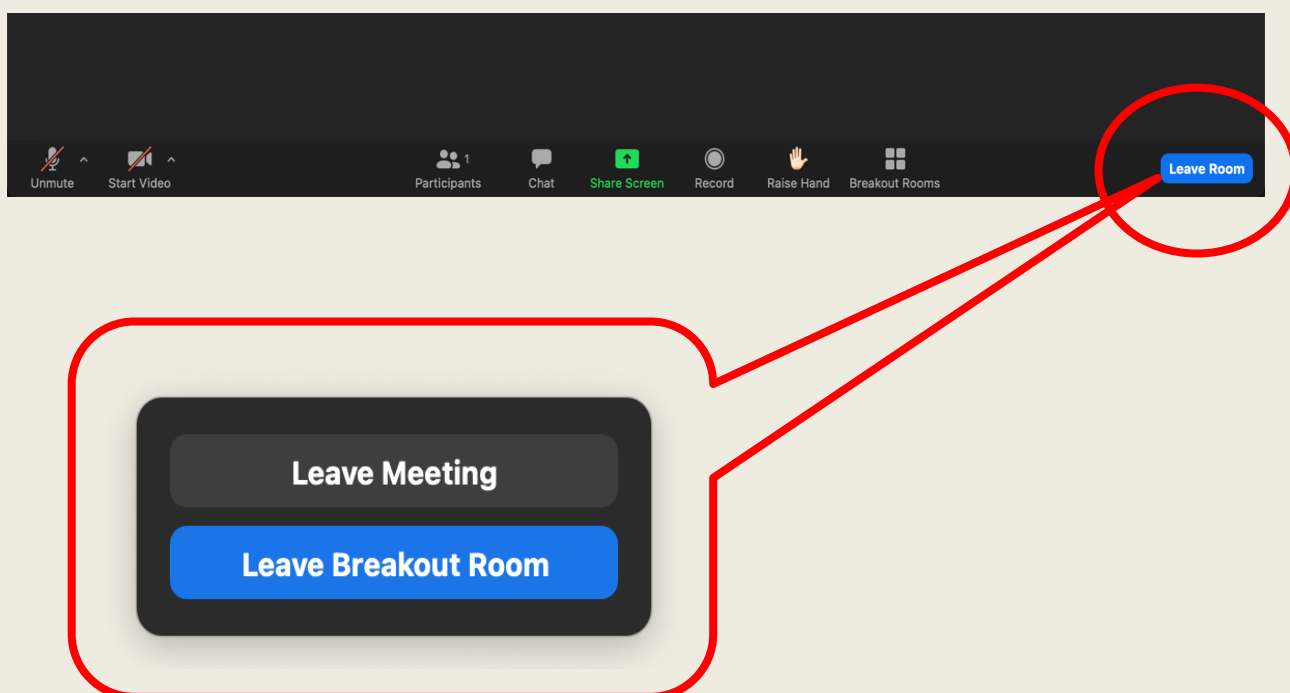 1
Unmute Start Video Participants Chat Share Screen Record Raise Hand Breakout Rooms Leave Room
Leave Meeting
Leave Breakout Room